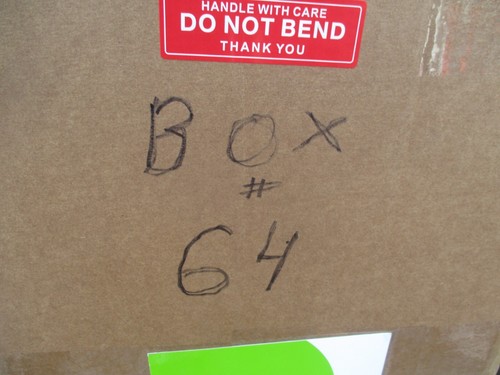 HANDLE WITH CARE
DO NOT BEND
THANK YOU
BOX
#
64